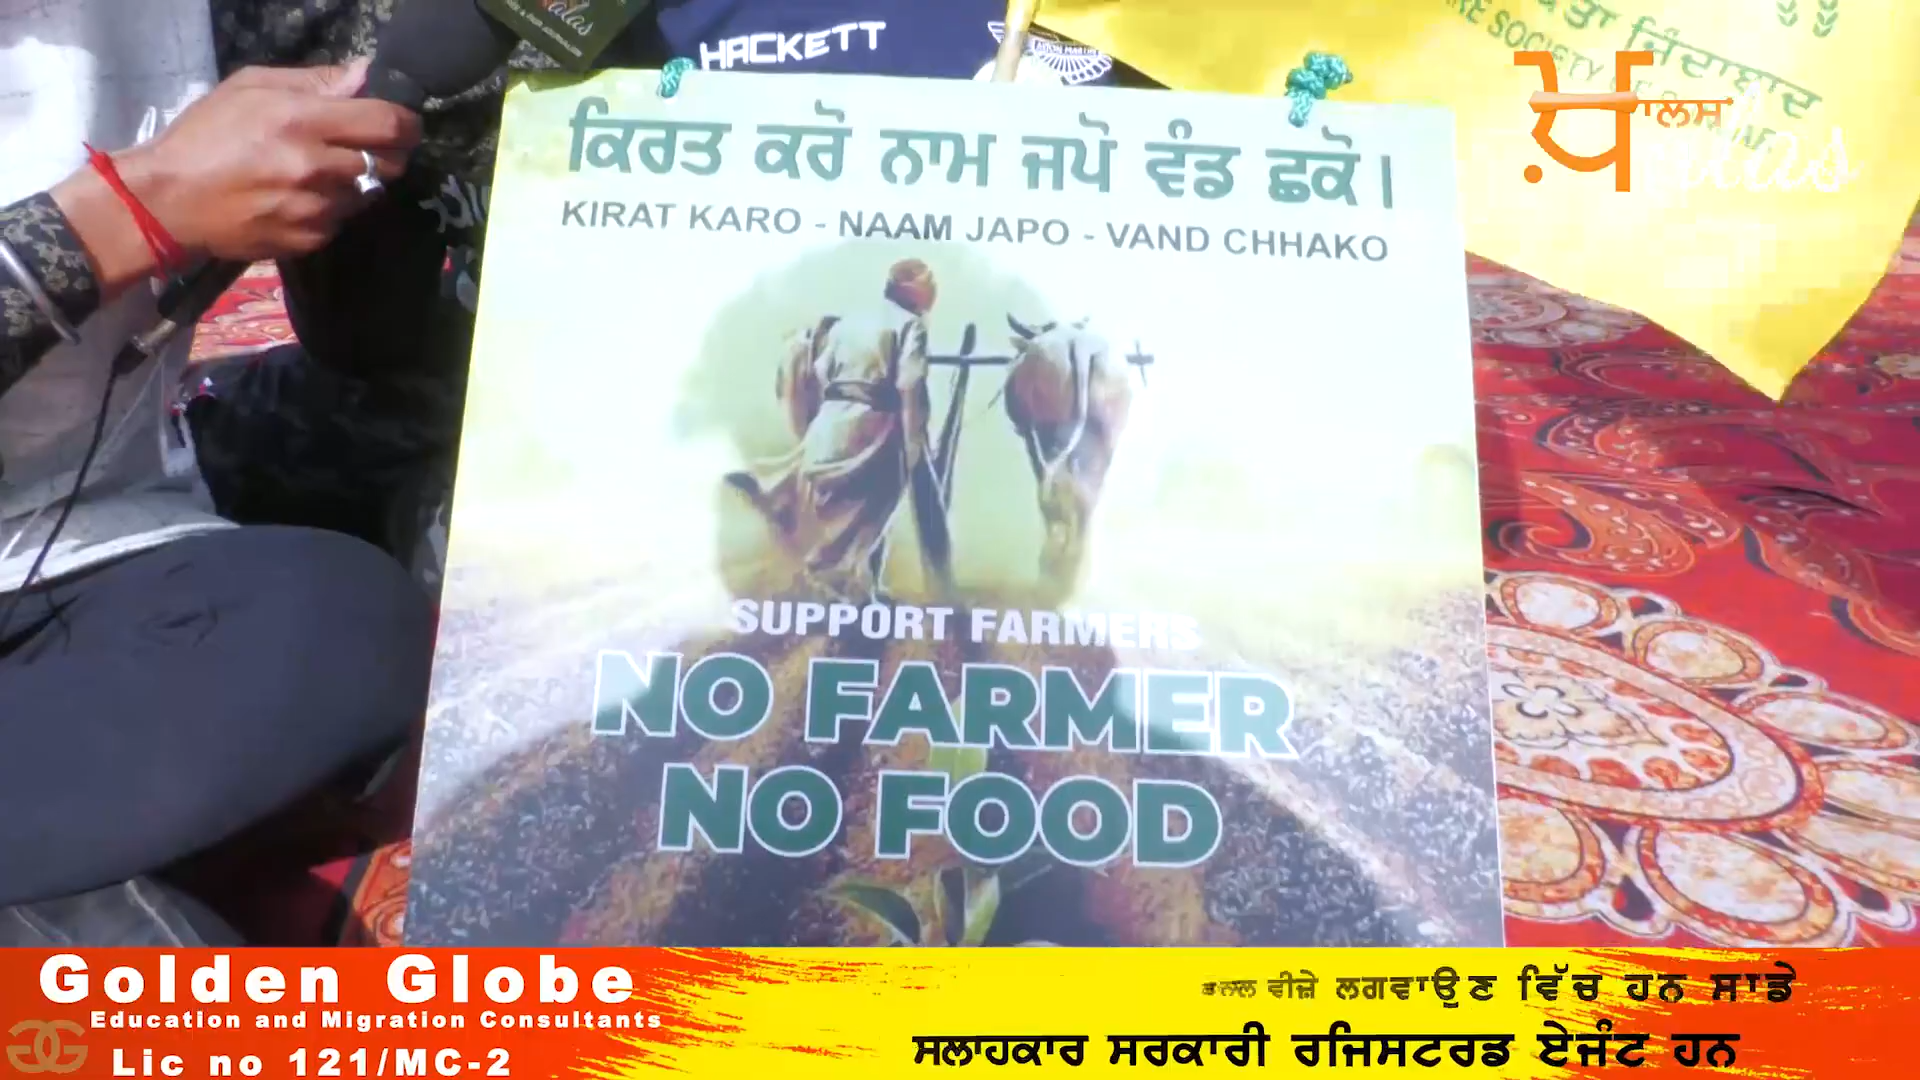 HACKETT
ਜ਼ਿੰਦਾਬਾਦ
SOCIETY
ਖ਼ਾਲਸ
ਕਿਰਤ ਕਰੋ ਨਾਮ ਜਪੋ ਵੰਡ ਛਕੋ।
KIRAT KARO - NAAM JAPO - VAND CHHAKO
SUPPORT FARMERS
NO FARMER
NO FOOD
Golden Globe
Education and Migration Consultants
Lic no 121/MC-2
ਵੀਜ਼ੇ ਲਗਵਾਉਣ ਵਿੱਚ ਹਨ ਸਾਡੇ
ਸਲਾਹਕਾਰ ਸਰਕਾਰੀ ਰਜਿਸਟਰਡ ਏਜੰਟ ਹਨ